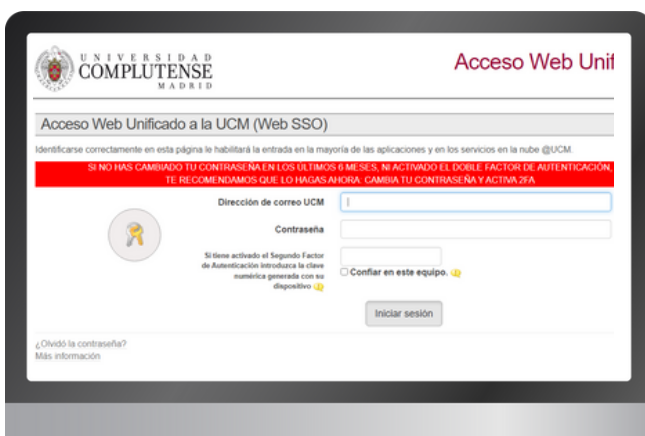 UNIVERSIDAD
COMPLUTENSE
MADRID
Acceso Web Unif
Acceso Web Unificado a la UCM (Web SSO)
Identificarse correctamente en esta página le habilitará la entrada en la mayoría de las aplicaciones y en los servicios en la nube @UCM.
SI NO HAS CAMBIADO TU CONTRASEÑA EN LOS ÚLTIMOS 6 MESES, NI ACTIVADO EL DOBLE FACTOR DE AUTENTICACIÓN,
TE RECOMENDAMOS QUE LO HAGAS AHORA: CAMBIA TU CONTRASEÑA Y ACTIVA 2FA
Dirección de correo UCM
Contraseña
Si tiene activado el Segundo Factor
de Autenticación introduzca la clave
numérica generada con su
dispositivo
Confiar en este equipo.
Iniciar sesión
¿Olvidó la contraseña?
Más información